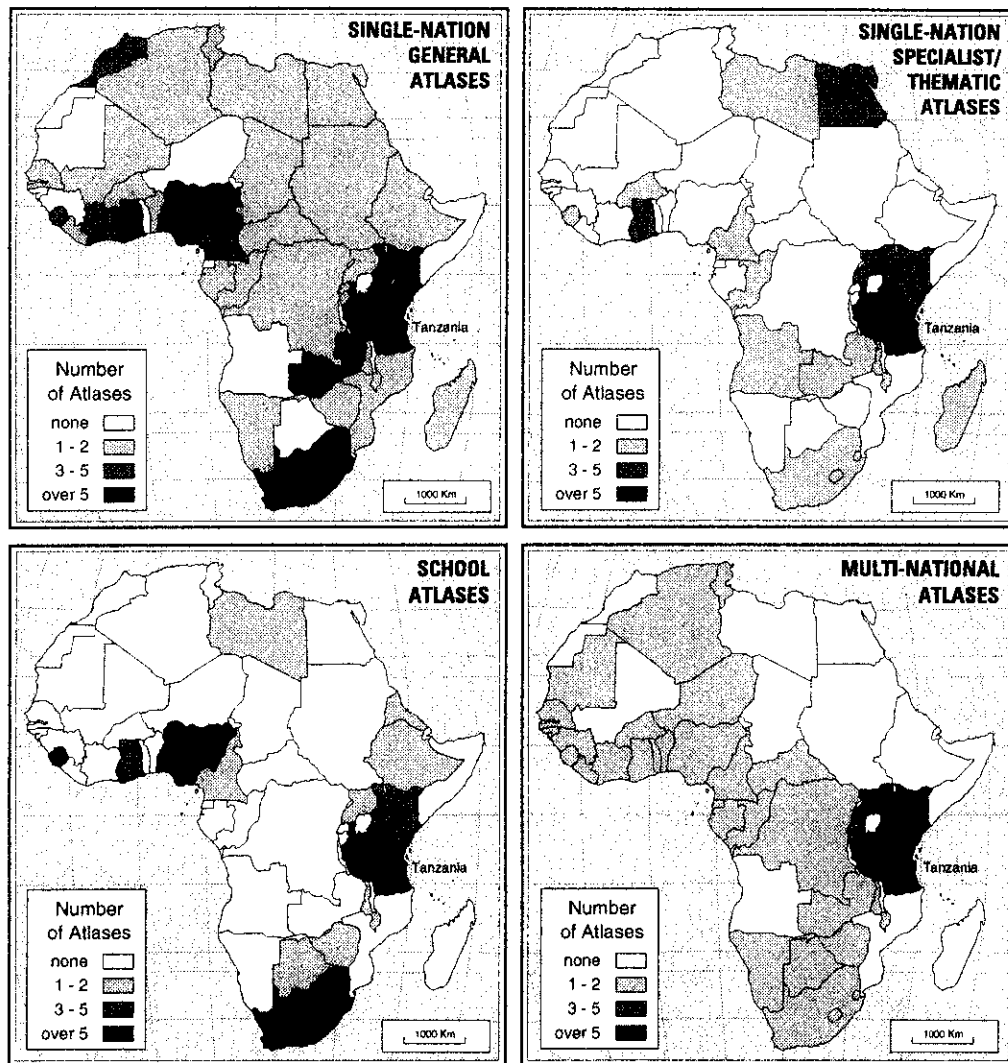 SINGLE-NATION
GENERAL
ATLASES
Tanzania
Number
of Atlases
none
1 - 2
3 - 5
over 5
1000 Km
SINGLE-NATION
SPECIALIST/
THEMATIC
ATLASES
Tanzania
Number
of Atlases
none
1 - 2
3 - 5
over 5
1000 Km
SCHOOL
ATLASES
Tanzania
Number
of Atlases
none
1 - 2
3 - 5
over 5
1000 Km
MULTI-NATIONAL
ATLASES
Tanzania
Number
of Atlases
none
1 - 2
3 - 5
over 5
1000 Km